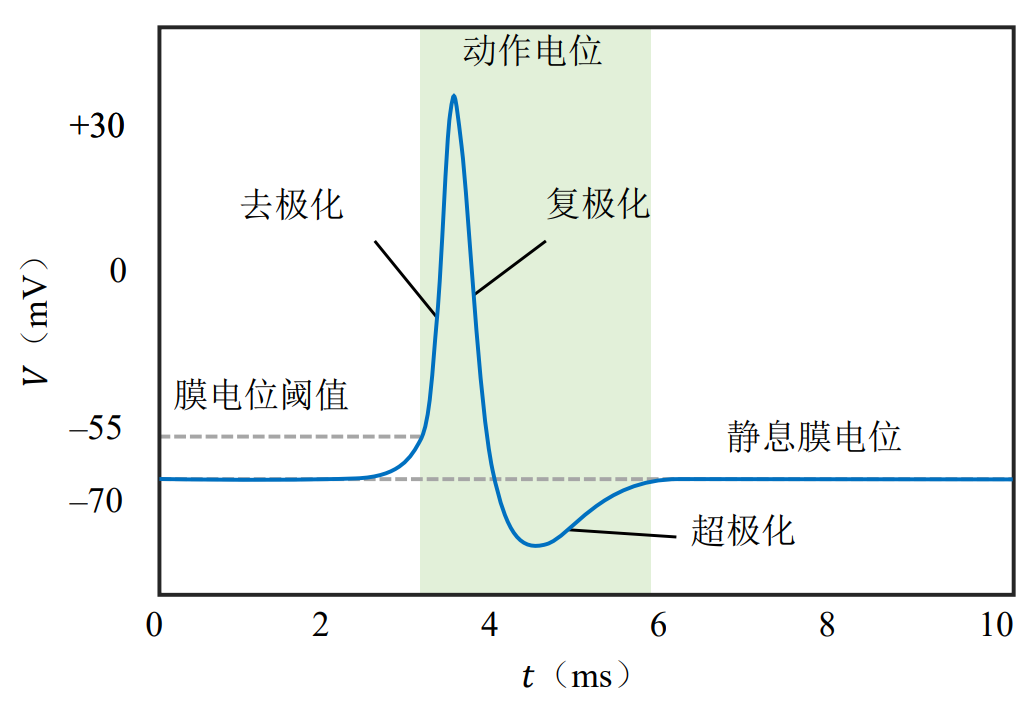 动作电位
+30
去极化
复极化
0
V（mV）
膜电位阈值
–55
静息膜电位
–70
超极化
0 2 4 6 8 10
t（ms）